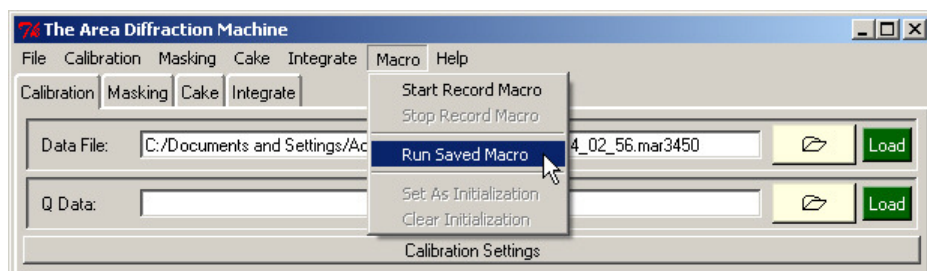 The Area Diffraction Machine
File Calibration Masking Cake Integrate Macro Help
Calibration Masking Cake Integrate
Start Record Macro
Stop Record Macro
Run Saved Macro
Set As Initialization
Clear Initialization
Data File: C:/Documents and Settings/Ac 4_02_56.mar3450 Load
Q Data: Load
Calibration Settings